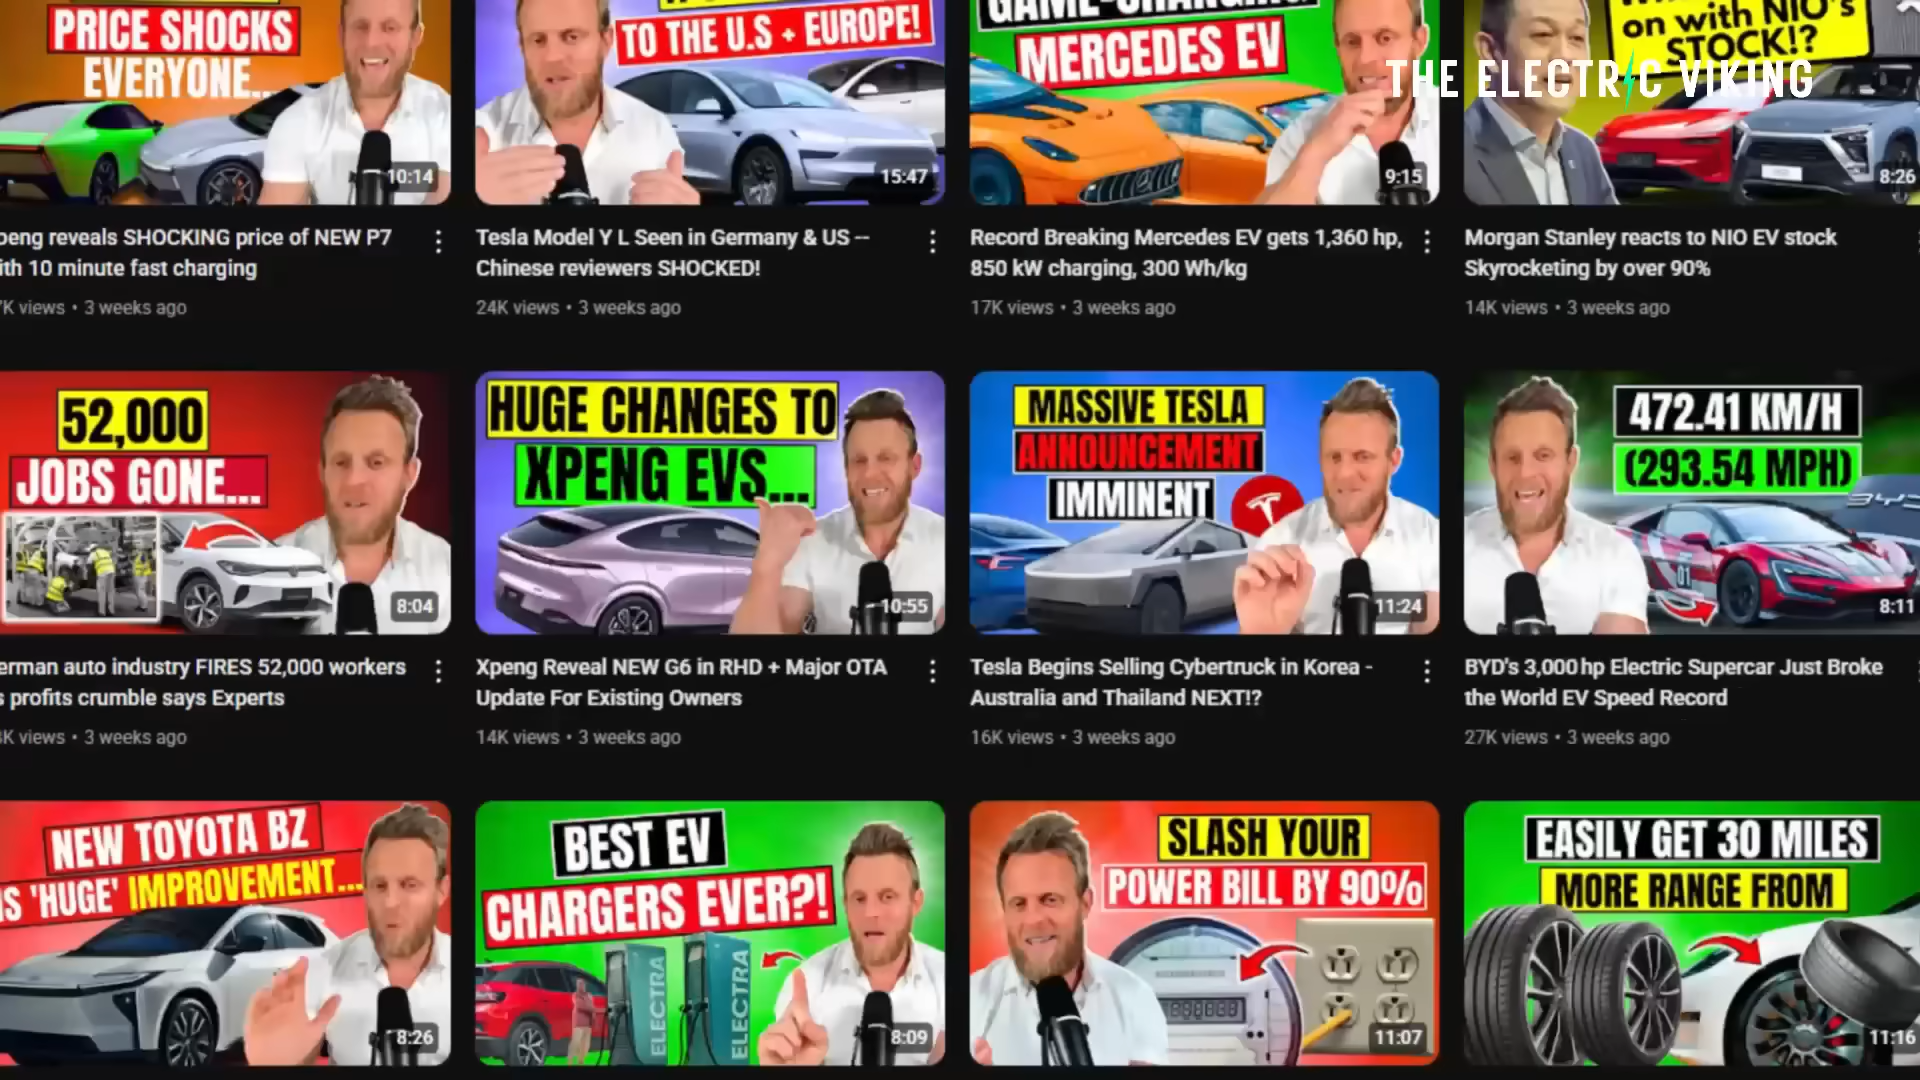 PRICE SHOCKS
EVERYONE...
10:14
TO THE U.S + EUROPE!
15:47
GAME-CHANGING
MERCEDES EV
9:15
on with NIO's
STOCK!?
8:26
THE ELECTRIC VIKING
peng reveals SHOCKING price of NEW P7
ith 10 minute fast charging
K views • 3 weeks ago
Tesla Model Y L Seen in Germany & US --
Chinese reviewers SHOCKED!
24K views • 3 weeks ago
Record Breaking Mercedes EV gets 1,360 hp,
850 kW charging, 300 Wh/kg
17K views • 3 weeks ago
Morgan Stanley reacts to NIO EV stock
Skyrocketing by over 90%
14K views • 3 weeks ago
52,000
JOBS GONE...
8:04
HUGE CHANGES TO
XPENG EVS...
10:55
MASSIVE TESLA
ANNOUNCEMENT
IMMINENT
11:24
472.41 KM/H
(293.54 MPH)
BYD
01
8:11
erman auto industry FIRES 52,000 workers
s profits crumble says Experts
K views • 3 weeks ago
Xpeng Reveal NEW G6 in RHD + Major OTA
Update For Existing Owners
14K views • 3 weeks ago
Tesla Begins Selling Cybertruck in Korea -
Australia and Thailand NEXT!?
16K views • 3 weeks ago
BYD's 3,000 hp Electric Supercar Just Broke
the World EV Speed Record
27K views • 3 weeks ago
NEW TOYOTA BZ
IS 'HUGE' IMPROVEMENT...
8:26
BEST EV
CHARGERS EVER?!
ELECTRA
ELECTRA
8:09
SLASH YOUR
POWER BILL BY 90%
11:07
EASILY GET 30 MILES
MORE RANGE FROM
11:16